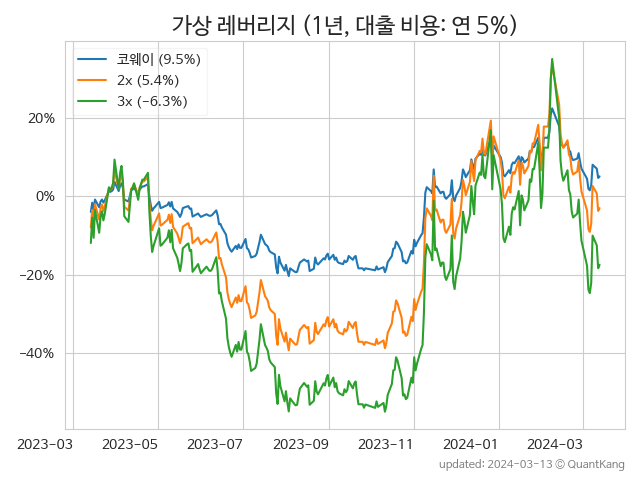 가상 레버리지 (1년, 대출 비용: 연 5%)
코웨이 (9.5%)
2x (5.4%)
3x (−6.3%)
20%
0%
−20%
−40%
2023−03 2023−05 2023−07 2023−09 2023−11 2024−01 2024−03
updated: 2024-03-13 © QuantKang